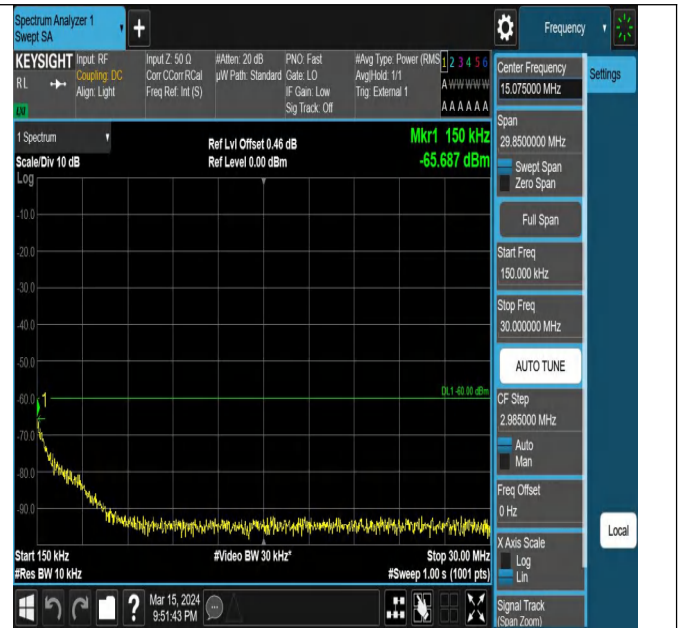 Spectrum Analyzer 1
Swept SA
+
Frequency
KEYSIGHT
RL
Input: RF
Coupling: DC
Align: Light
Input Z: 50 Ω
Corr CCorr RCal
Freq Ref: Int (S)
#Atten: 20 dB
µW Path: Standard
PNO: Fast
Gate: LO
IF Gain: Low
Sig Track: Off
#Avg Type: Power (RMS
Avg|Hold: 1/1
Trig: External 1
1 2 3 4 5 6
A W W W W W
A A A A A A
1 Spectrum
Scale/Div 10 dB
Log
Ref Lvl Offset 0.46 dB
Ref Level 0.00 dBm
Mkr1 150 kHz
-65.687 dBm
-10.0
-20.0
-30.0
-40.0
-50.0
-60.0
-70.0
-80.0
-90.0
1
DL1 -60.00 dBm
Start 150 kHz
#Res BW 10 kHz
#Video BW 30 kHz*
Stop 30.00 MHz
#Sweep 1.00 s (1001 pts)
?
Mar 15, 2024
9:51:43 PM
Center Frequency
15.075000 MHz
Settings
Span
29.8500000 MHz
Swept Span
Zero Span
Full Span
Start Freq
150.000 kHz
Stop Freq
30.000000 MHz
AUTO TUNE
CF Step
2.985000 MHz
Auto
Man
Freq Offset
0 Hz
Local
X Axis Scale
Log
Lin
Signal Track
(Span Zoom)